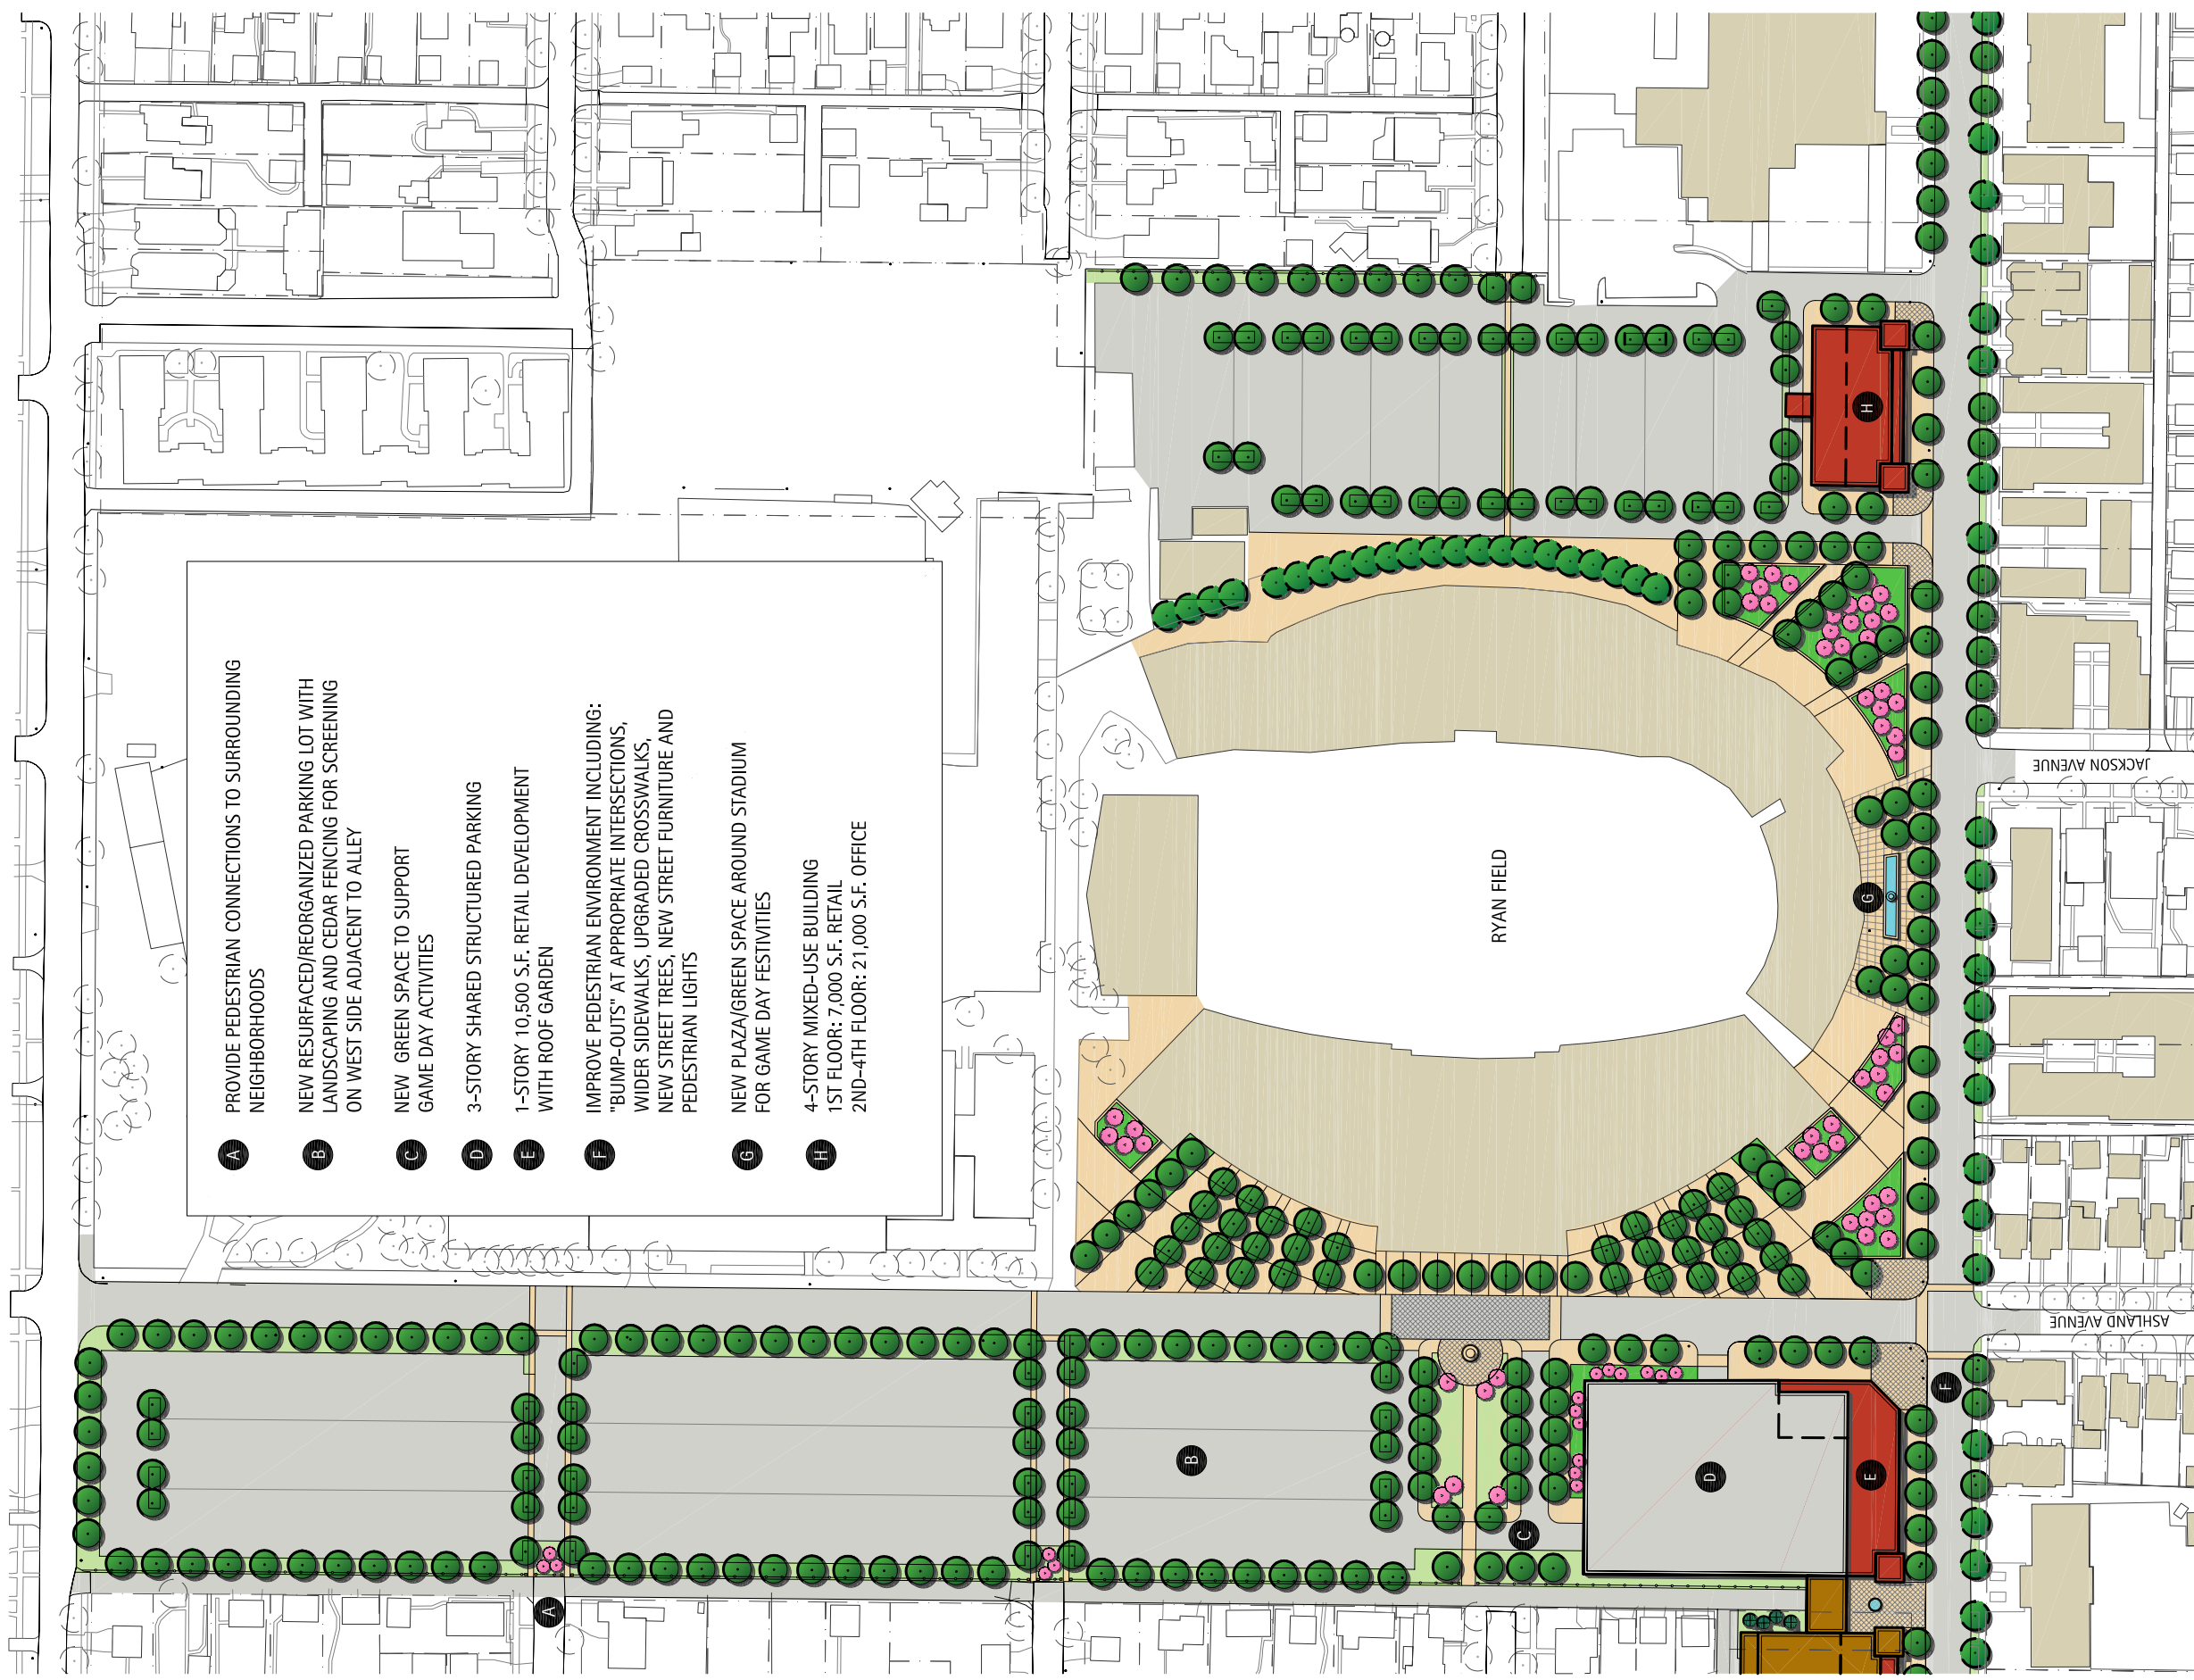 A PROVIDE PEDESTRIAN CONNECTIONS TO SURROUNDING
NEIGHBORHOODS
B NEW RESURFACED/REORGANIZED PARKING LOT WITH
LANDSCAPING AND CEDAR FENCING FOR SCREENING
ON WEST SIDE ADJACENT TO ALLEY
C NEW GREEN SPACE TO SUPPORT
GAME DAY ACTIVITIES
D 3-STORY SHARED STRUCTURED PARKING
E 1-STORY 10,500 S.F. RETAIL DEVELOPMENT
WITH ROOF GARDEN
F IMPROVE PEDESTRIAN ENVIRONMENT INCLUDING:
"BUMP-OUTS" AT APPROPRIATE INTERSECTIONS,
WIDER SIDEWALKS, UPGRADED CROSSWALKS,
NEW STREET TREES, NEW STREET FURNITURE AND
PEDESTRIAN LIGHTS
G NEW PLAZA/GREEN SPACE AROUND STADIUM
FOR GAME DAY FESTIVITIES
H 4-STORY MIXED-USE BUILDING
1ST FLOOR: 7,000 S.F. RETAIL
2ND-4TH FLOOR: 21,000 S.F. OFFICE
A
B
C
D
E
F
RYAN FIELD
G
H
ASHLAND AVENUE
JACKSON AVENUE